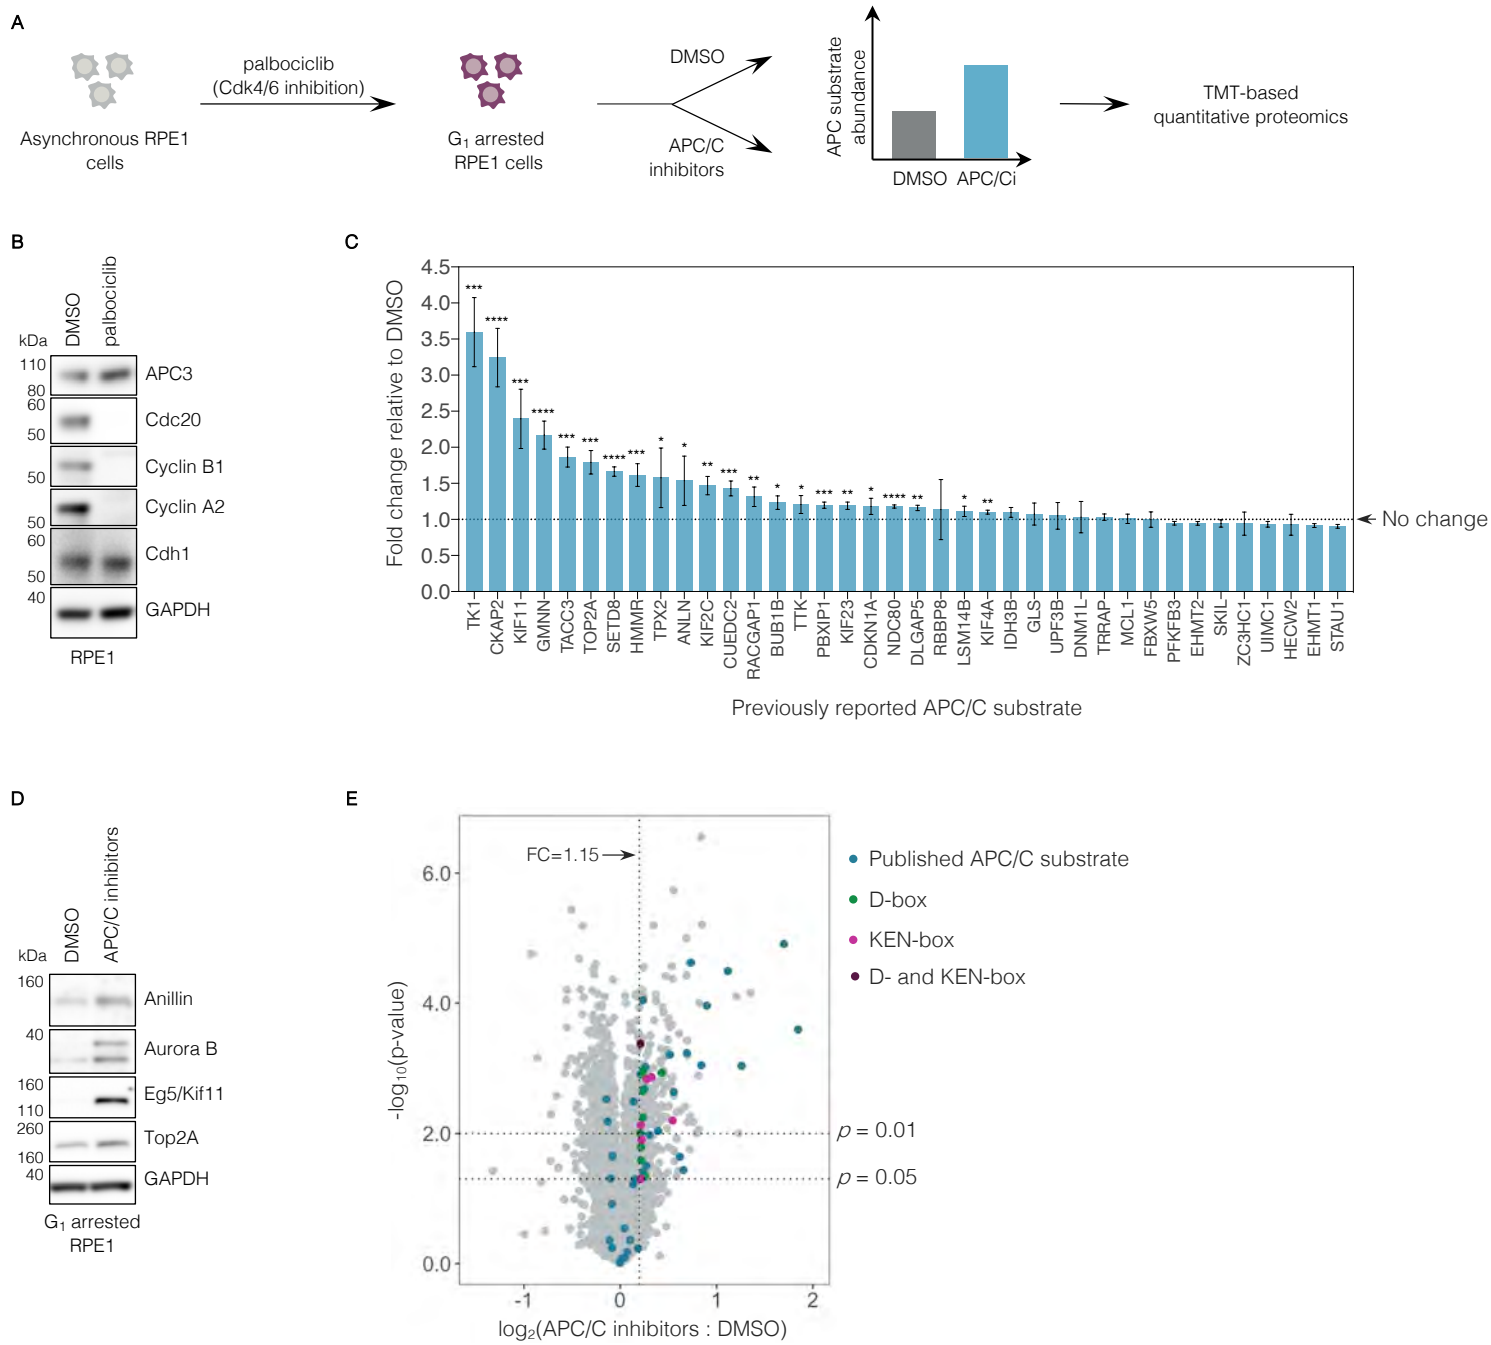 A
Asynchronous RPE1
cells
palbociclib
(Cdk4/6 inhibition)
G₁ arrested
RPE1 cells
DMSO
APC/C
inhibitors
APC substrate
abundance
DMSO APC/Ci
TMT-based
quantitative proteomics
B
DMSO
palbociclib
kDa
110
80
APC3
60
50
Cdc20
50
Cyclin B1
50
Cyclin A2
60
50
Cdh1
40
GAPDH
RPE1
C
Fold change relative to DMSO
4.5
4.0
3.5
3.0
2.5
2.0
1.5
1.0
0.5
0.0
***
****
***
****
***
***
****
***
*
*
**
***
**
*
*
***
**
*
****
**
*
**
No change
TK1
CKAP2
KIF11
GMNN
TACC3
TOP2A
SETD8
HMMR
TPX2
ANLN
KIF2C
CUEDC2
RACGAP1
BUB1B
TTK
PBXIP1
KIF23
CDKN1A
NDC80
DLGAP5
RBBP8
LSM14B
KIF4A
IDH3B
GLS
UPF3B
DNM1L
TRRAP
MCL1
FBXW5
PFKFB3
EHMT2
SKIL
ZC3HC1
UIMC1
HECW2
EHMT1
STAU1
Previously reported APC/C substrate
D
DMSO
APC/C inhibitors
kDa
160
Anillin
40
Aurora B
160
110
Eg5/Kif11
260
160
Top2A
40
GAPDH
G₁ arrested
RPE1
E
FC=1.15
-log₁₀(p-value)
6.0
4.0
2.0
0.0
-1 0 1 2
log₂(APC/C inhibitors : DMSO)
p = 0.01
p = 0.05
Published APC/C substrate
D-box
KEN-box
D- and KEN-box